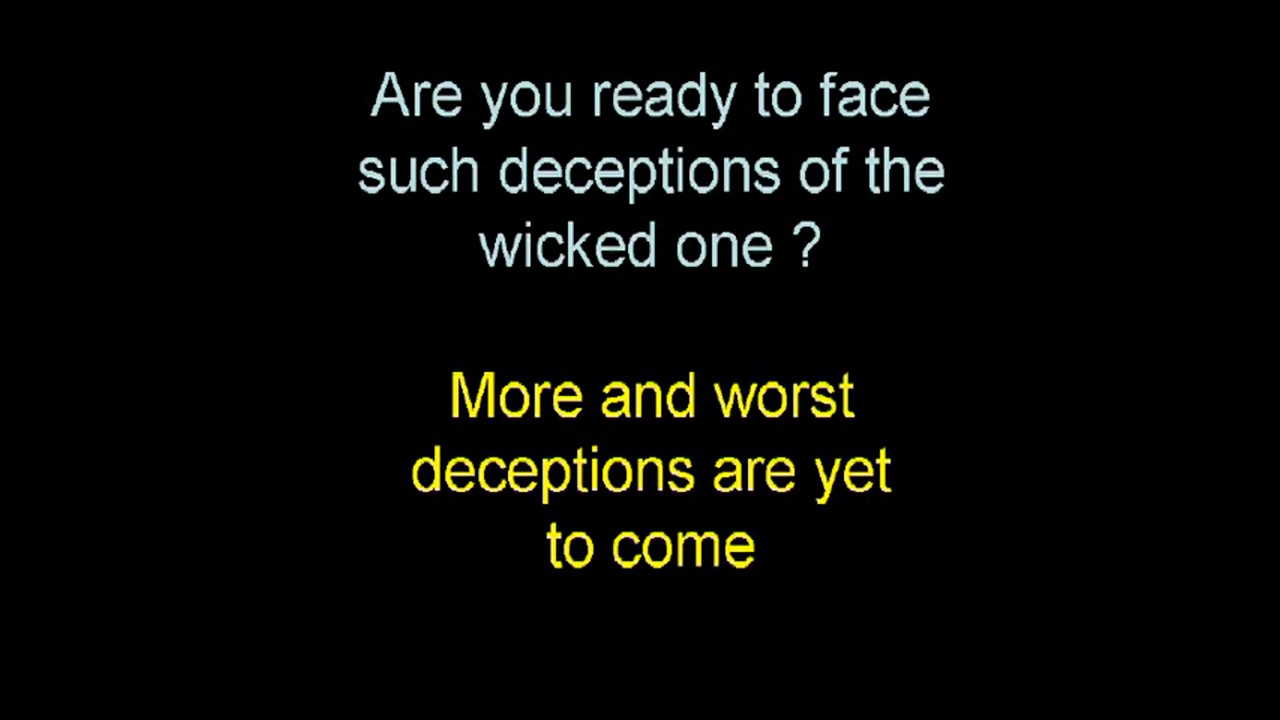 Are you ready to face
such deceptions of the
wicked one ?
More and worst
deceptions are yet
to come